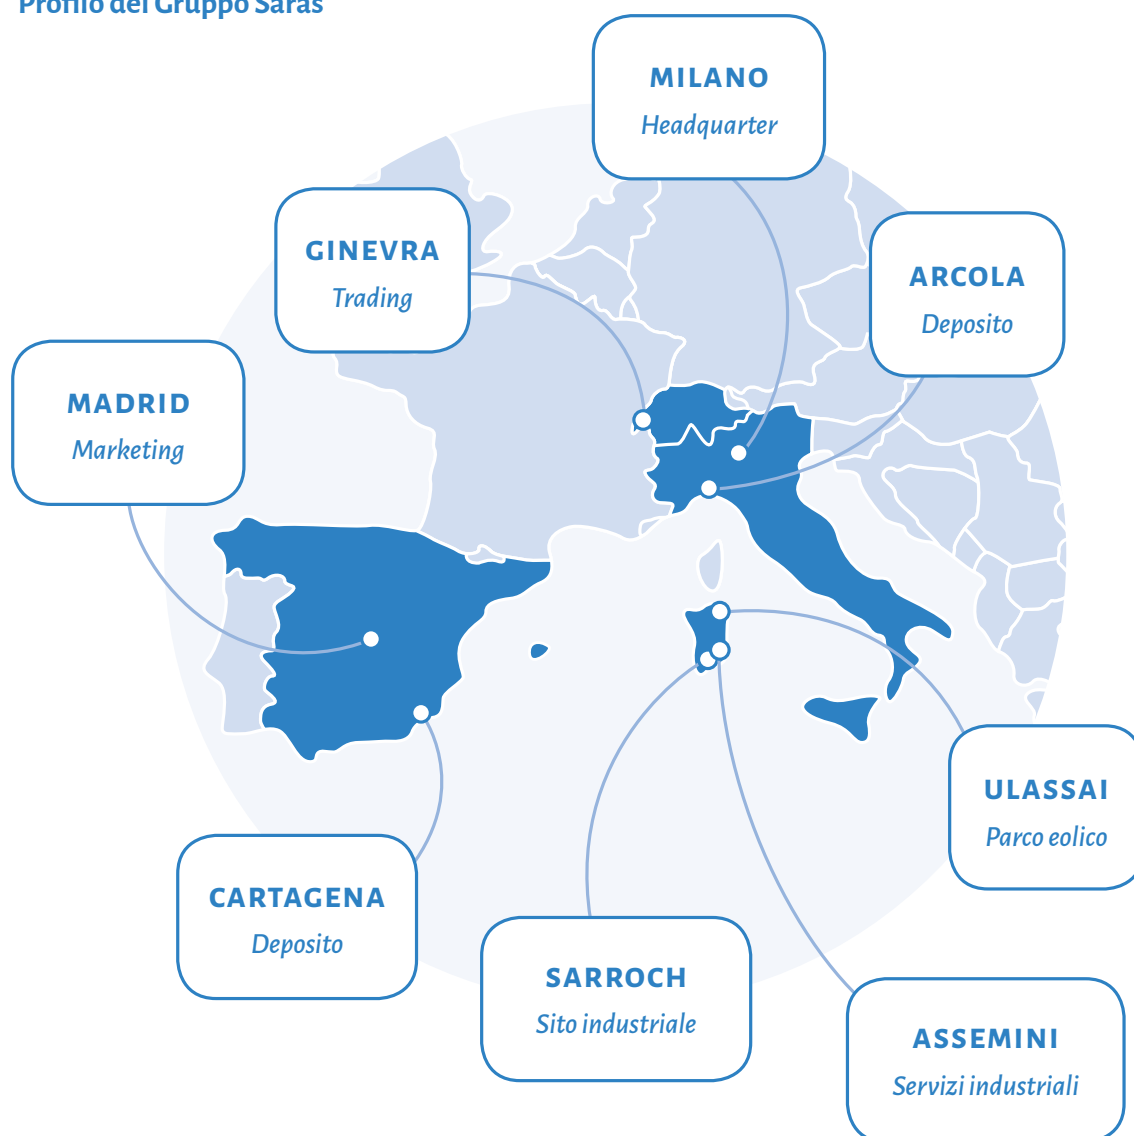 Profilo del Gruppo Saras
MILANO
Headquarter
GINEVRA
Trading
ARCOLA
Deposito
MADRID
Marketing
ULASSAI
Parco eolico
CARTAGENA
Deposito
SARROCH
Sito industriale
ASSEMINI
Servizi industriali